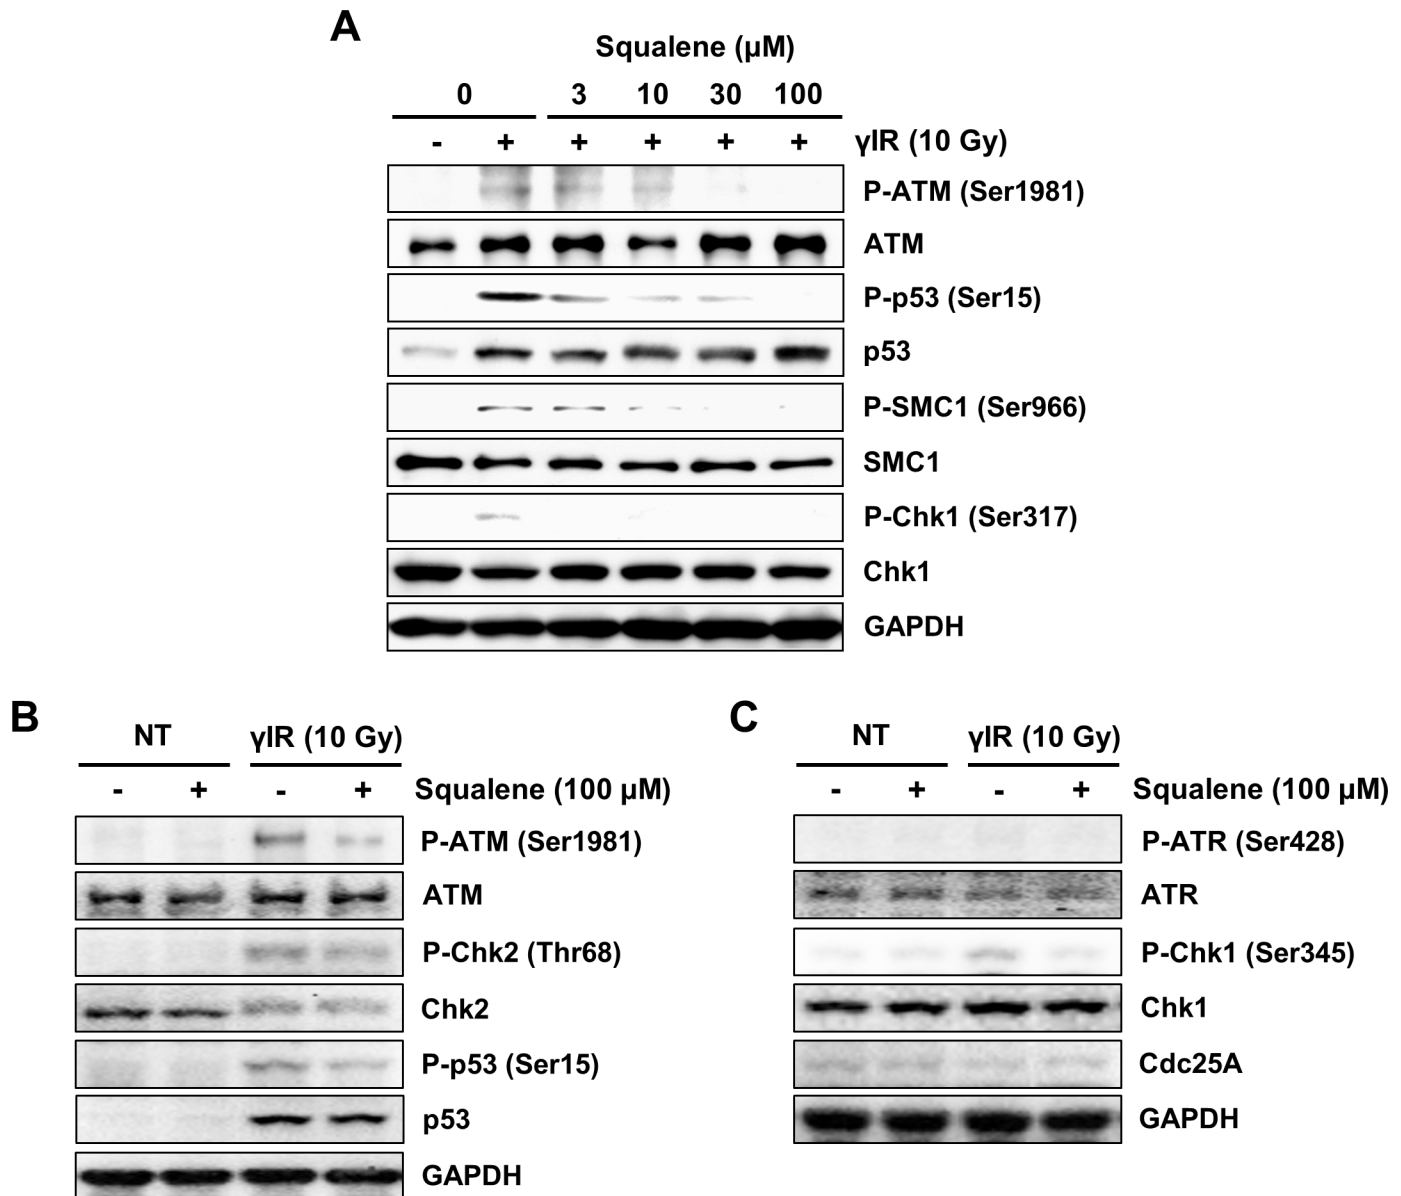 A
Squalene (µM)
0 3 10 30 100
- + + + + + γIR (10 Gy)
P-ATM (Ser1981)
ATM
P-p53 (Ser15)
p53
P-SMC1 (Ser966)
SMC1
P-Chk1 (Ser317)
Chk1
GAPDH
B
NT γIR (10 Gy)
- + - + Squalene (100 µM)
P-ATM (Ser1981)
ATM
P-Chk2 (Thr68)
Chk2
P-p53 (Ser15)
p53
GAPDH
C
NT γIR (10 Gy)
- + - + Squalene (100 µM)
P-ATR (Ser428)
ATR
P-Chk1 (Ser345)
Chk1
Cdc25A
GAPDH